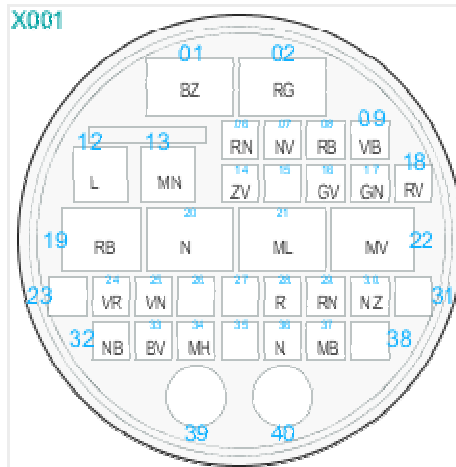 X001
01 02
BZ RG
06 07 08 09
RN NV RB VIB
12 13
L MN
14 15 16 17 18
ZV GV GN RV
20 21
19 RB N ML MV 22
23 24 25 26 27 28 29 30 31
VR VN R RN NZ
32 33 34 35 36 37 38
NB BV MH N MB
39 40